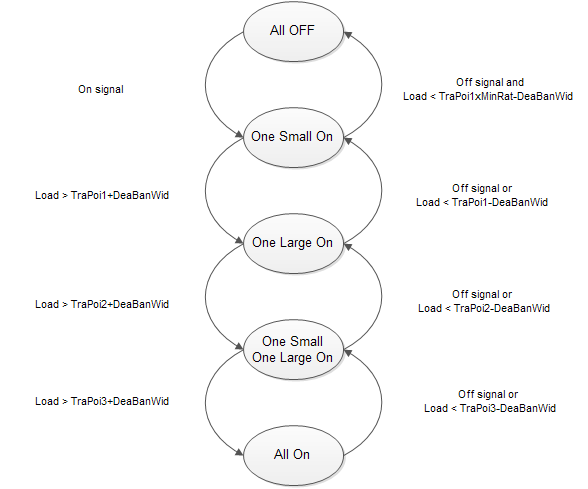 All OFF
On signal
Off signal and
Load < TraPoi1xMinRat-DeaBanWid
One Small On
Load > TraPoi1+DeaBanWid
Off signal or
Load < TraPoi1-DeaBanWid
One Large On
Load > TraPoi2+DeaBanWid
Off signal or
Load < TraPoi2-DeaBanWid
One Small
One Large On
Load > TraPoi3+DeaBanWid
Off signal or
Load < TraPoi3-DeaBanWid
All On